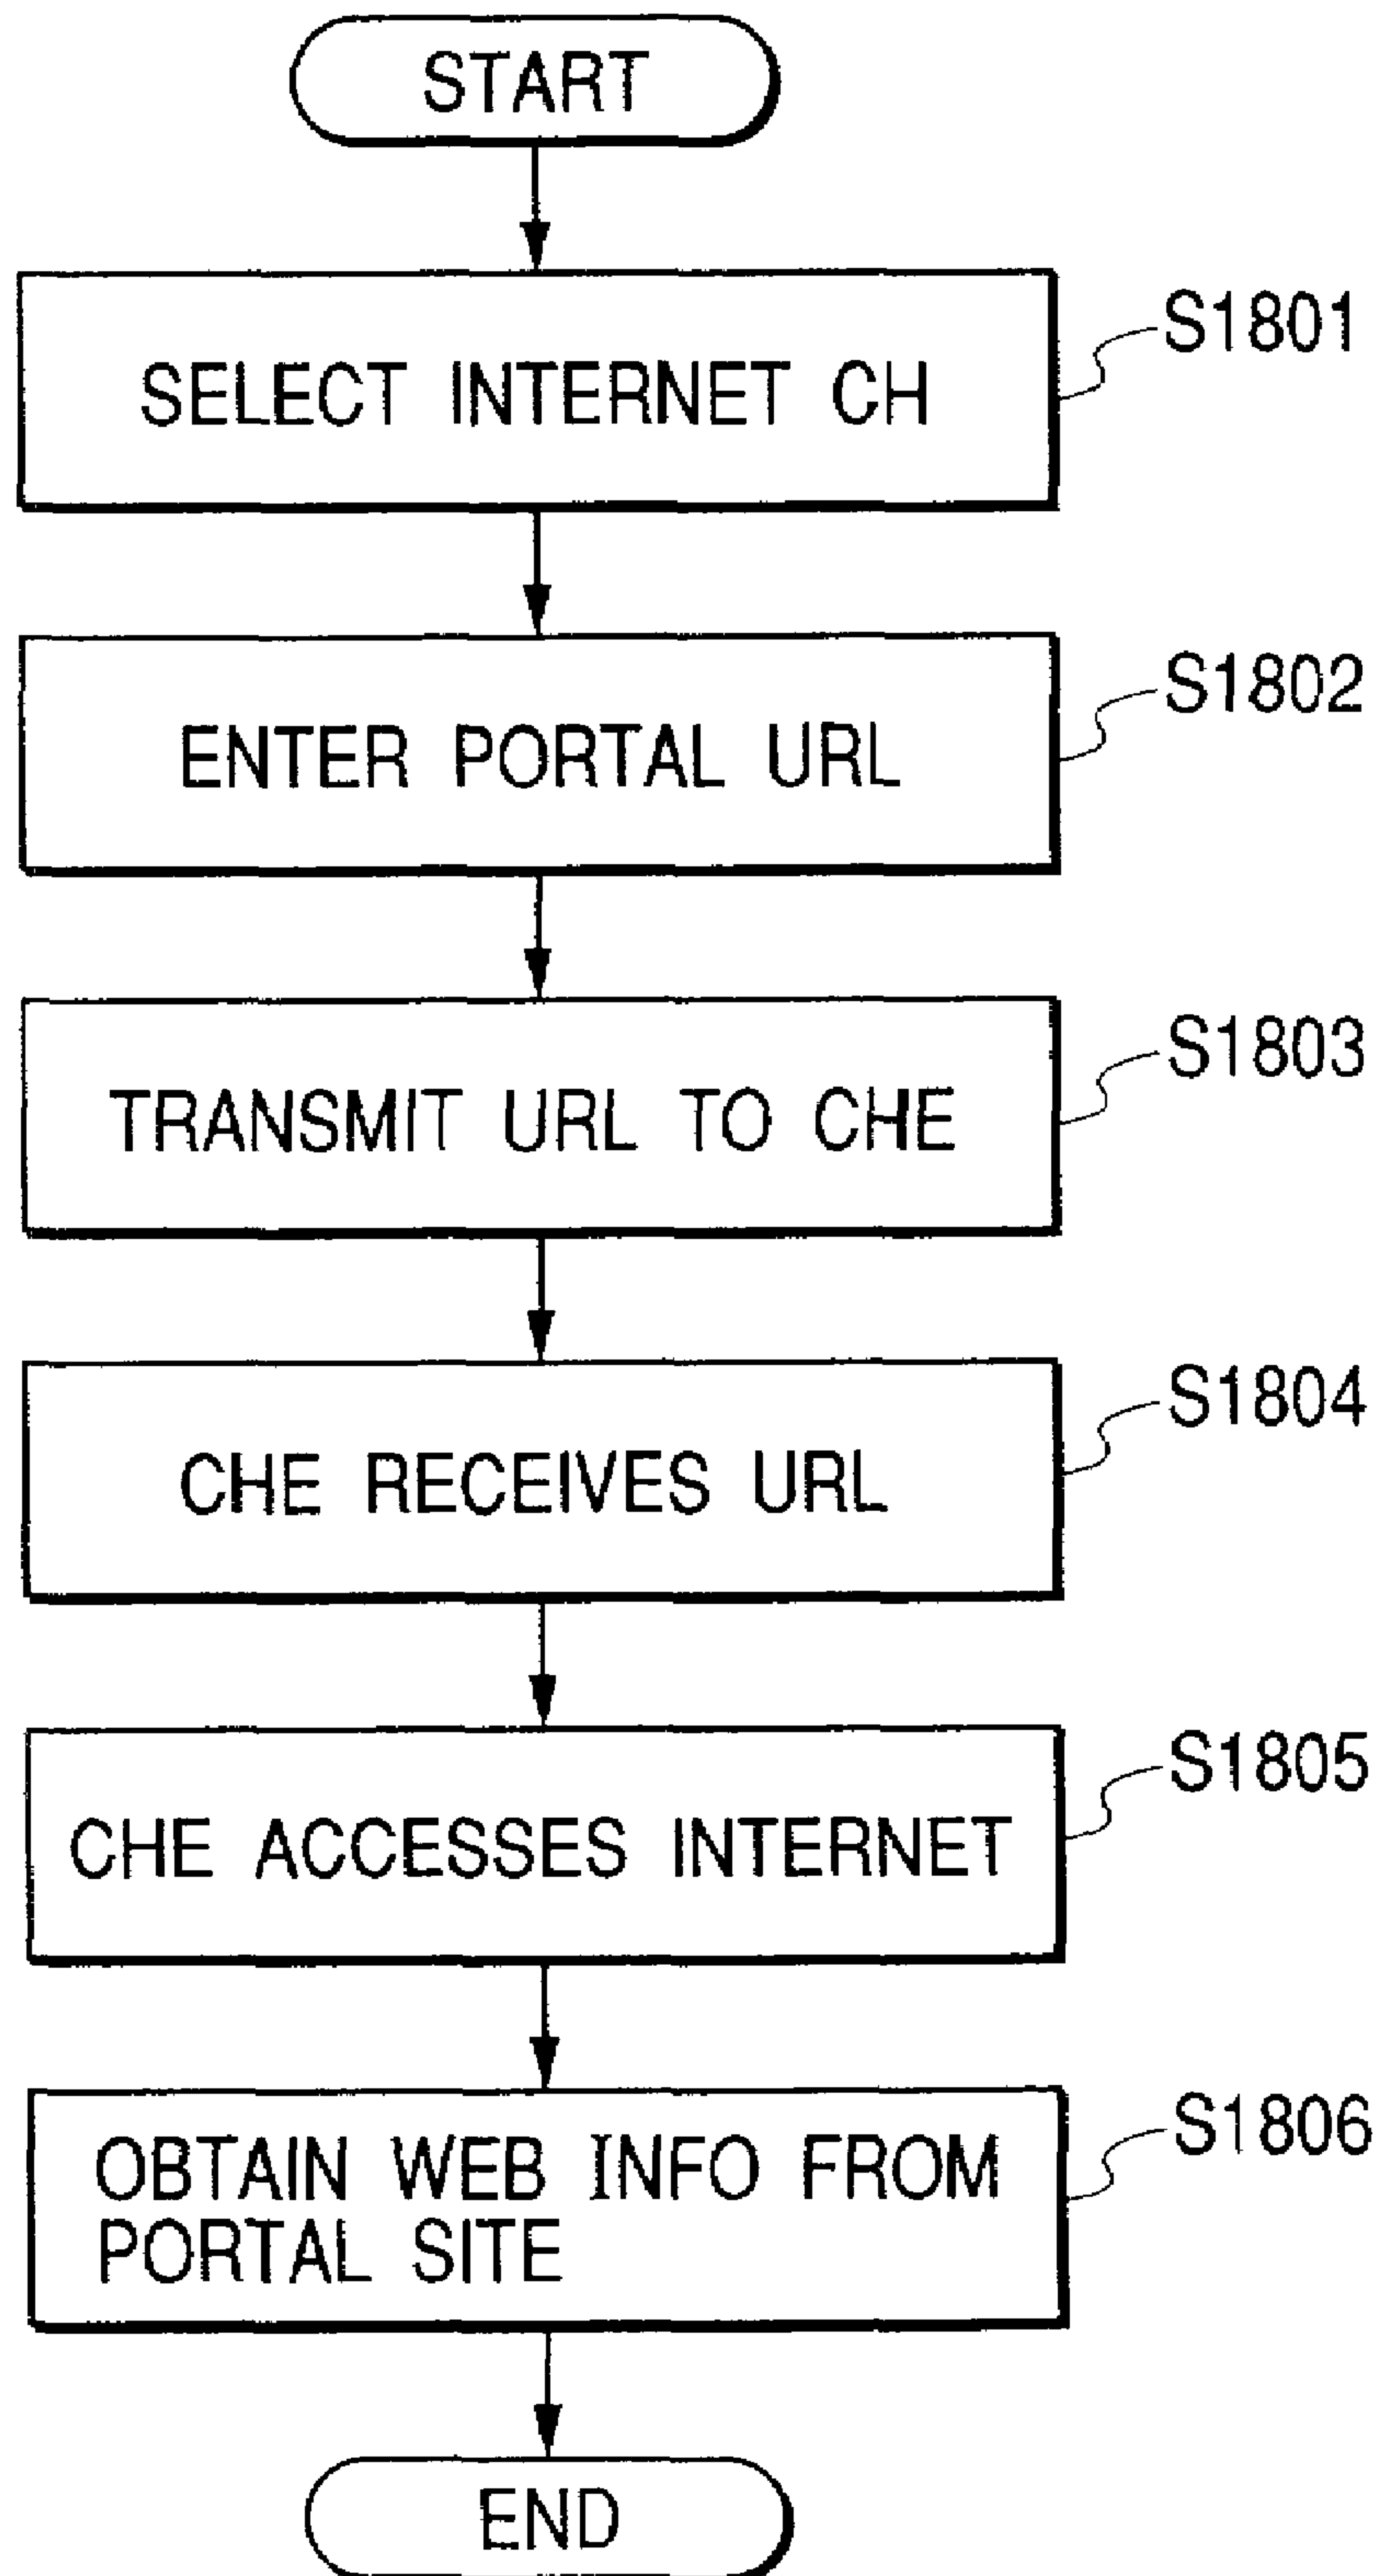 START
SELECT INTERNET CH
S1801
ENTER PORTAL URL
S1802
TRANSMIT URL TO CHE
S1803
CHE RECEIVES URL
S1804
CHE ACCESSES INTERNET
S1805
OBTAIN WEB INFO FROM
PORTAL SITE
S1806
END